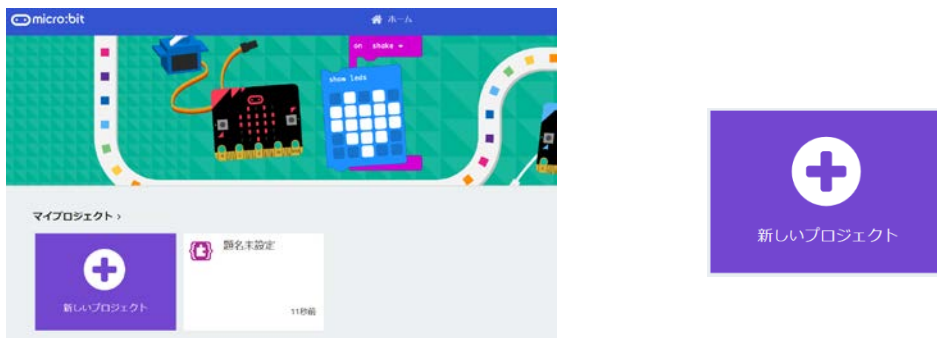 micro:bit
ホーム
on shake
show leds
マイプロジェクト ›
新しいプロジェクト
題名未設定
11秒前
新しいプロジェクト